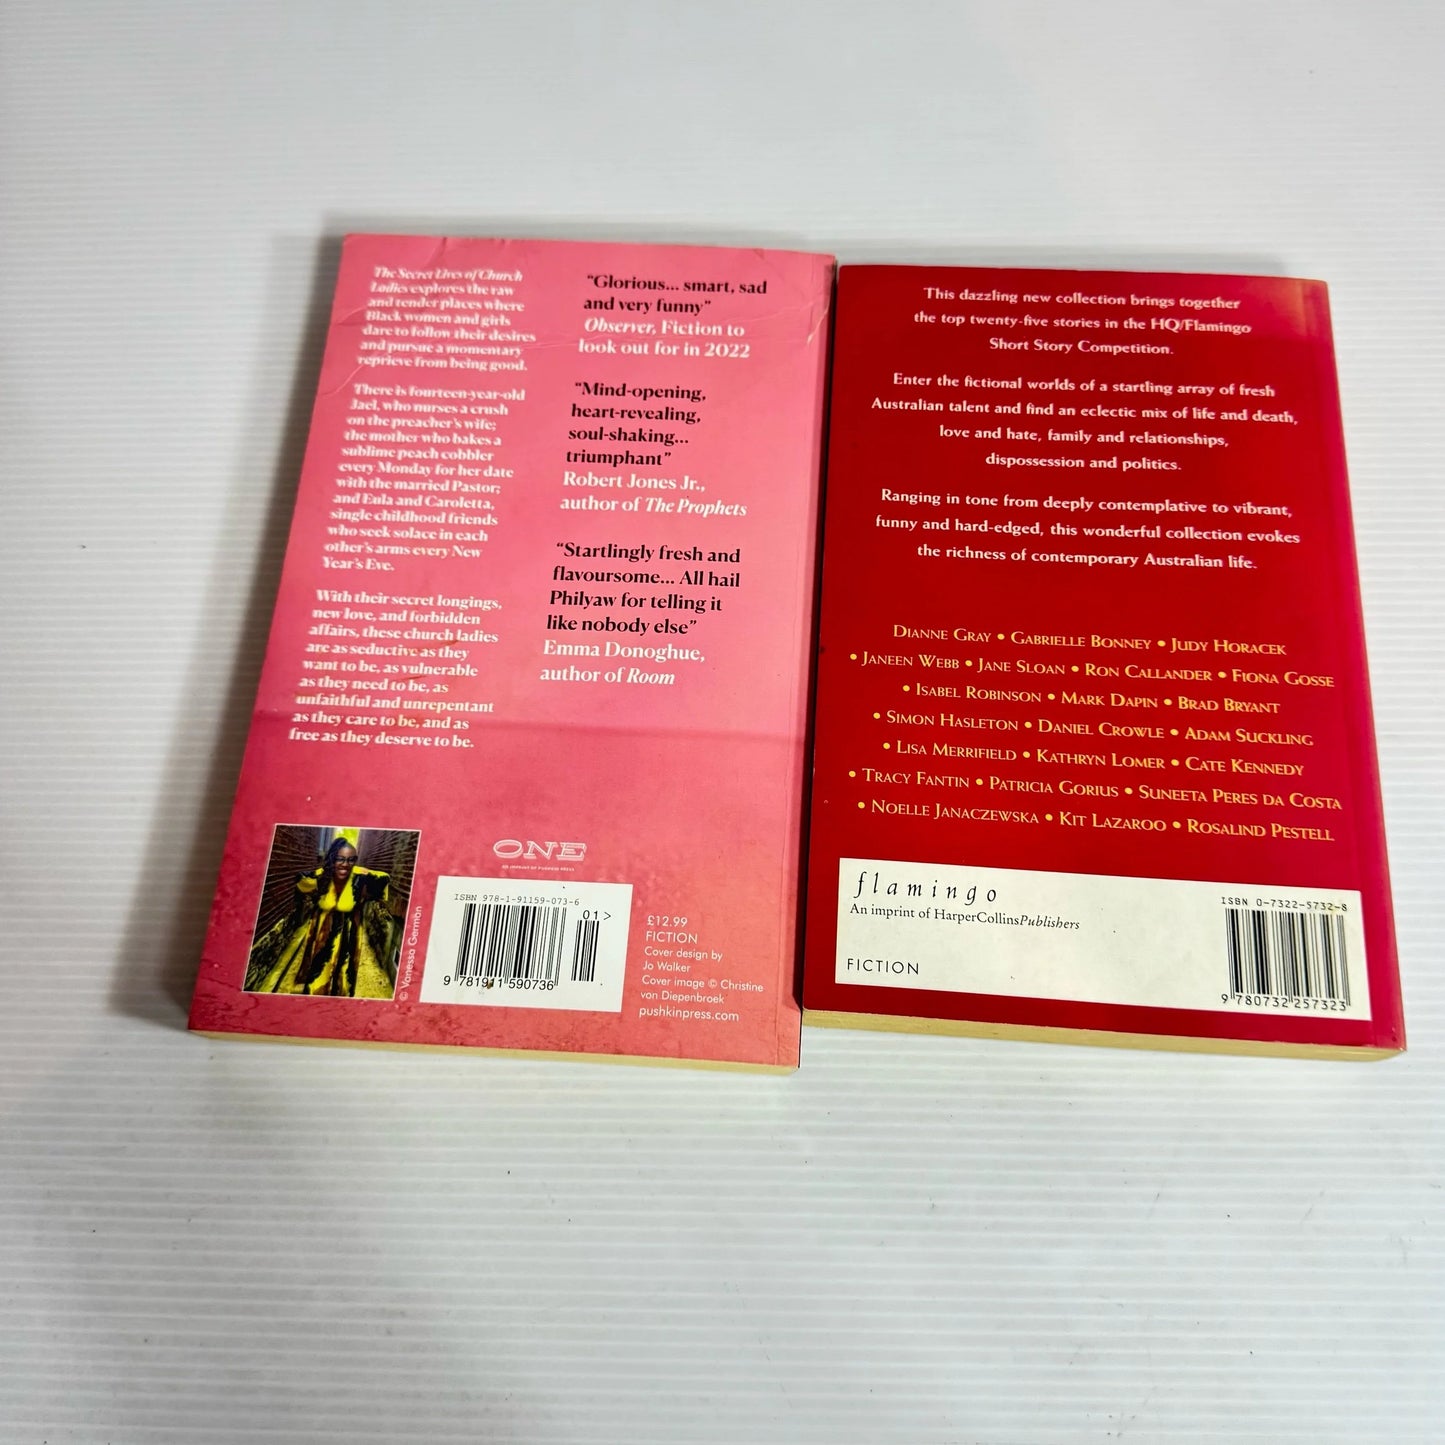 The Secret Lives of Church
Ladies explores the raw
and tender places where
Black women and girls
dare to follow their desires
and pursue a momentary
reprieve from being good.
There is fourteen-year-old
Jael, who nurses a crush
on the preacher's wife;
the mother who bakes a
sublime peach cobbler
every Monday for her date
with the married Pastor;
and Eula and Caroletta,
single childhood friends
who seek solace in each
other's arms every New
Year's Eve.
With their secret longings,
new love, and forbidden
affairs, these church ladies
are as seductive as they
want to be, as vulnerable
as they need to be, as
unfaithful and unrepentant
as they care to be, and as
free as they deserve to be.
"Glorious... smart, sad
and very funny"
Observer, Fiction to
look out for in 2022
"Mind-opening,
heart-revealing,
soul-shaking...
triumphant"
Robert Jones Jr.,
author of The Prophets
"Startlingly fresh and
flavoursome... All hail
Philyaw for telling it
like nobody else"
Emma Donoghue,
author of Room
© Vanessa German
ONE
AN IMPRINT OF PUSHKIN PRESS
ISBN 978-1-91159-073-6
01>
9 781911 590736
£12.99
FICTION
Cover design by
Jo Walker
Cover image © Christine
von Diepenbroek
pushkinpress.com
This dazzling new collection brings together
the top twenty-five stories in the HQ/Flamingo
Short Story Competition.
Enter the fictional worlds of a startling array of fresh
Australian talent and find an eclectic mix of life and death,
love and hate, family and relationships,
dispossession and politics.
Ranging in tone from deeply contemplative to vibrant,
funny and hard-edged, this wonderful collection evokes
the richness of contemporary Australian life.
DIANNE GRAY • GABRIELLE BONNEY • JUDY HORACEK
• JANEEN WEBB • JANE SLOAN • RON CALLANDER • FIONA GOSSE
• ISABEL ROBINSON • MARK DAPIN • BRAD BRYANT
• SIMON HASLETON • DANIEL CROWLE • ADAM SUCKLING
• LISA MERRIFIELD • KATHRYN LOMER • CATE KENNEDY
• TRACY FANTIN • PATRICIA GORIUS • SUNEETA PERES DA COSTA
• NOELLE JANACZEWSKA • KIT LAZAROO • ROSALIND PESTELL
flamingo
An imprint of HarperCollinsPublishers
FICTION
ISBN 0-7322-5732-8
9 780732 257323